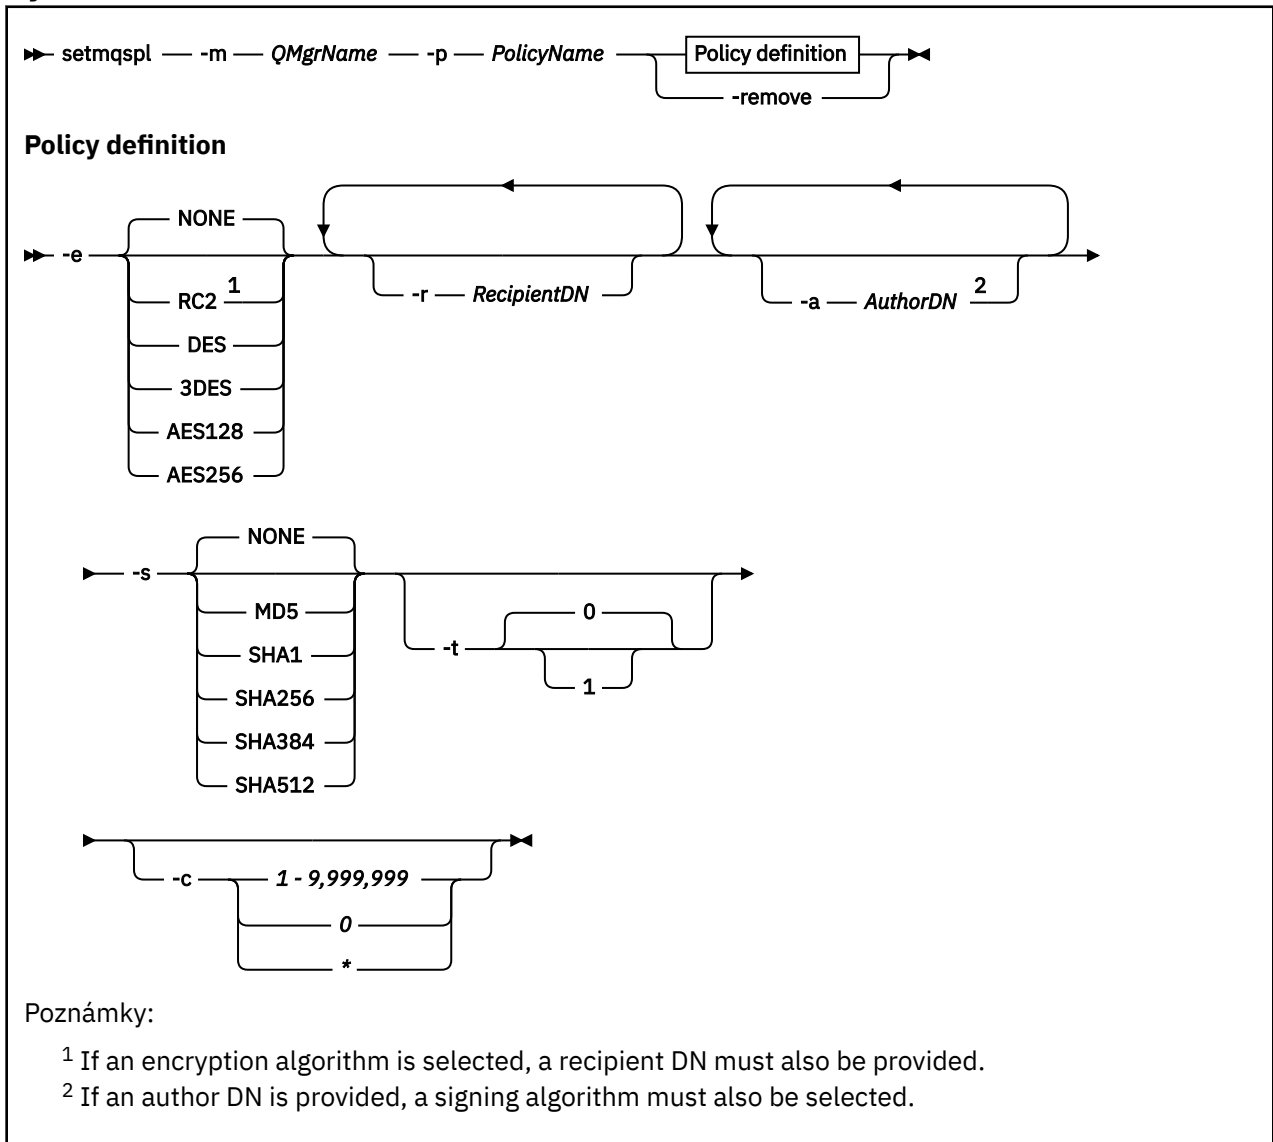 setmqspl -m QMgrName -p PolicyName Policy definition
-remove
Policy definition
NONE
-e
RC2 1
-r RecipientDN
-a AuthorDN 2
DES
3DES
AES128
AES256
NONE
-s
MD5
0
SHA1
-t
SHA256
1
SHA384
SHA512
-c 1 - 9,999,999
0
*
Poznámky:
1 If an encryption algorithm is selected, a recipient DN must also be provided.
2 If an author DN is provided, a signing algorithm must also be selected.